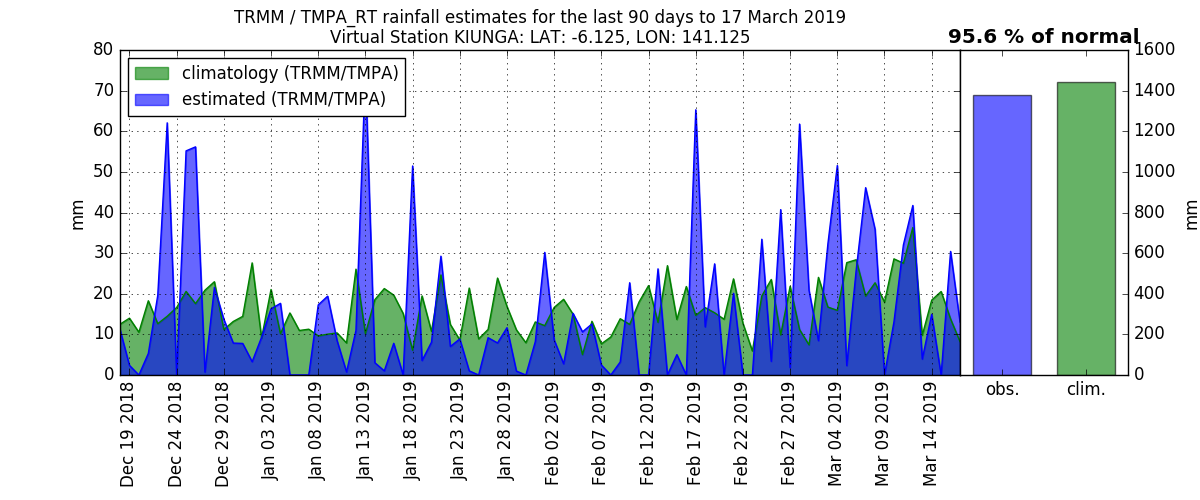 TRMM / TMPA_RT rainfall estimates for the last 90 days to 17 March 2019
Virtual Station KIUNGA: LAT: -6.125, LON: 141.125
95.6 % of normal
climatology (TRMM/TMPA)
estimated (TRMM/TMPA)
mm
80
70
60
50
40
30
20
10
0
Dec 19 2018
Dec 24 2018
Dec 29 2018
Jan 03 2019
Jan 08 2019
Jan 13 2019
Jan 18 2019
Jan 23 2019
Jan 28 2019
Feb 02 2019
Feb 07 2019
Feb 12 2019
Feb 17 2019
Feb 22 2019
Feb 27 2019
Mar 04 2019
Mar 09 2019
Mar 14 2019
obs.
clim.
1600
1400
1200
1000
800
600
400
200
0
mm